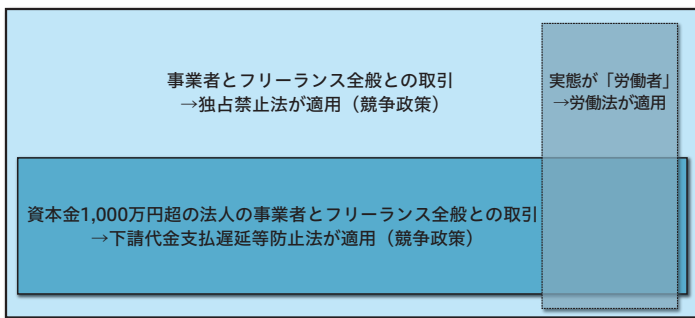 事業者とフリーランス全般との取引
→独占禁止法が適用（競争政策）
実態が「労働者」
→労働法が適用
資本金1,000万円超の法人の事業者とフリーランス全般との取引
→下請代金支払遅延等防止法が適用（競争政策）